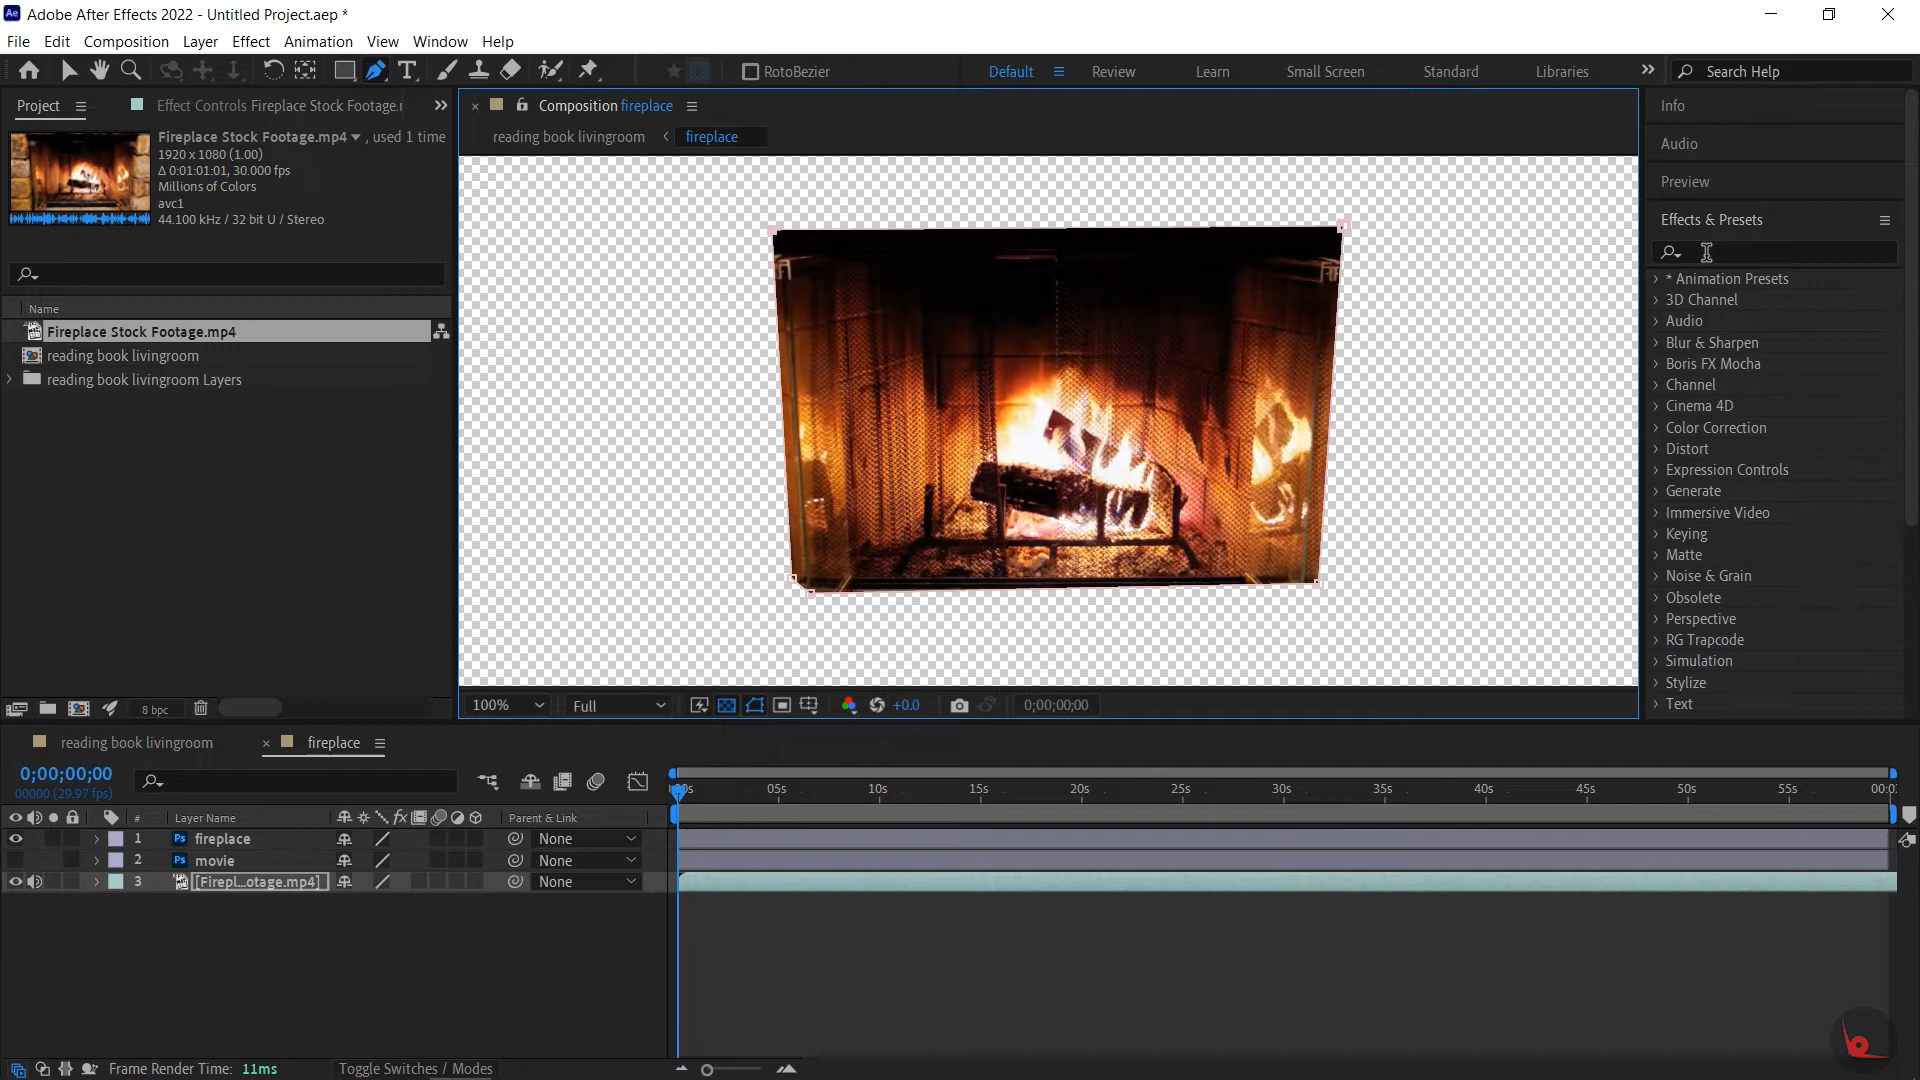 Ae Adobe After Effects 2022 - Untitled Project.aep *
File Edit Composition Layer Effect Animation View Window Help
RotoBezier Default Review Learn Small Screen Standard Libraries Search Help
Project Effect Controls Fireplace Stock Footage.r
Fireplace Stock Footage.mp4 , used 1 time
1920 x 1080 (1.00)
Δ 0:01:01:01, 30.000 fps
Millions of Colors
avc1
44.100 kHz / 32 bit U / Stereo
Name
Fireplace Stock Footage.mp4
reading book livingroom
reading book livingroom Layers
8 bpc
Composition fireplace
reading book livingroom fireplace
100% Full +0.0 0;00;00;00
Info
Audio
Preview
Effects & Presets
* Animation Presets
3D Channel
Audio
Blur & Sharpen
Boris FX Mocha
Channel
Cinema 4D
Color Correction
Distort
Expression Controls
Generate
Immersive Video
Keying
Matte
Noise & Grain
Obsolete
Perspective
RG Trapcode
Simulation
Stylize
Text
reading book livingroom fireplace
0;00;00;00
00000 (29.97 fps)
05s 10s 15s 20s 25s 30s 35s 40s 45s 50s 55s
# Layer Name fx Parent & Link
1 Ps fireplace None
2 Ps movie None
3 [Firepl...otage.mp4] None
Frame Render Time: 11ms Toggle Switches / Modes